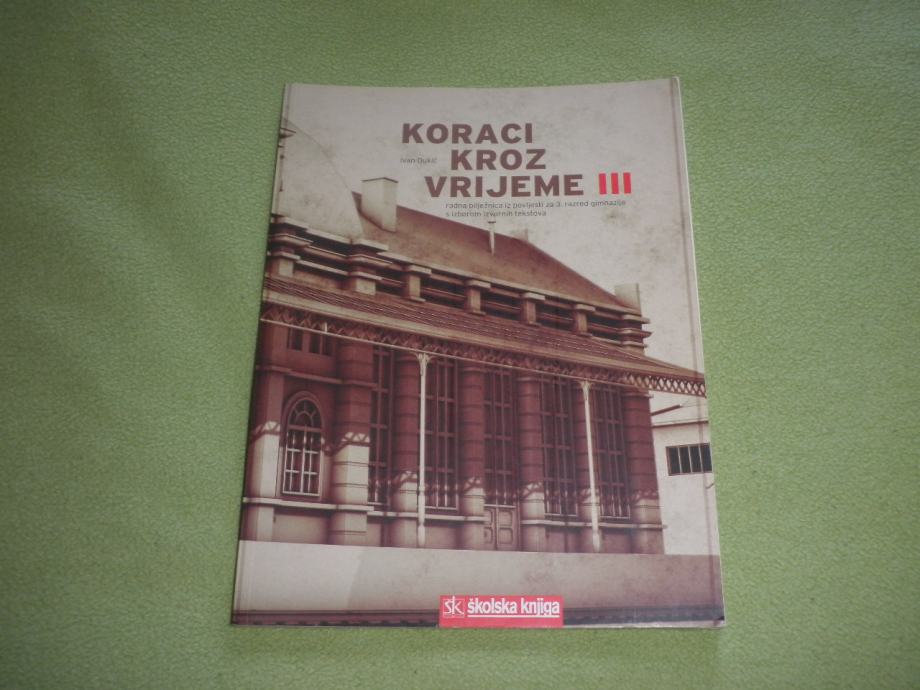 KORACI
Ivan Dukić KROZ
VRIJEME III
radna bilježnica iz povijesti za 3. razred gimnazije
s izborom izvornih tekstova
šk školska knjiga